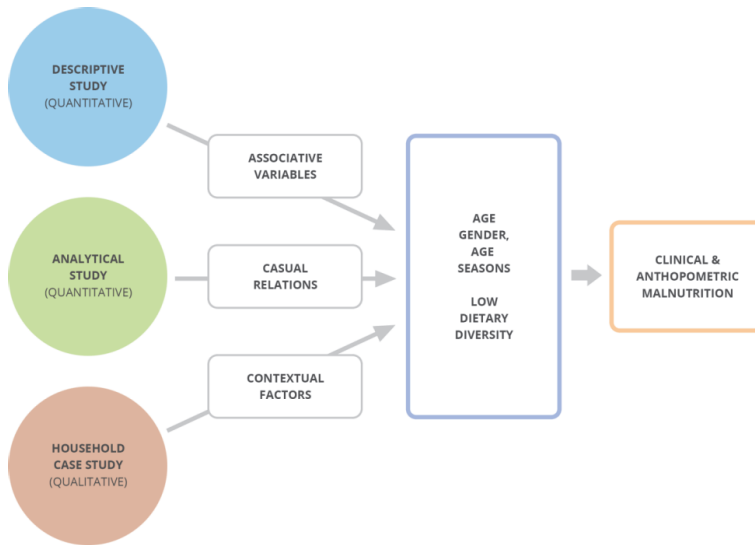 DESCRIPTIVE
STUDY
(QUANTITATIVE)
ASSOCIATIVE
VARIABLES
ANALYTICAL
STUDY
(QUANTITATIVE)
CASUAL
RELATIONS
HOUSEHOLD
CASE STUDY
(QUALITATIVE)
CONTEXTUAL
FACTORS
AGE
GENDER,
AGE
SEASONS
LOW
DIETARY
DIVERSITY
CLINICAL &
ANTHOPOMETRIC
MALNUTRITION